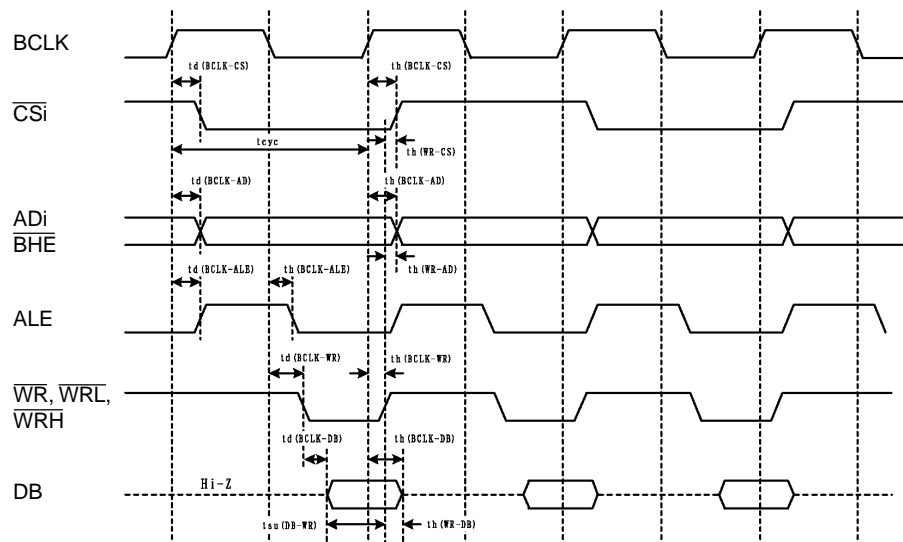 BCLK
td(BCLK-CS)
th(BCLK-CS)
CSi
tcyc
th(WR-CS)
td(BCLK-AD)
th(BCLK-AD)
ADi
BHE
td(BCLK-ALE)
th(BCLK-ALE)
th(WR-AD)
ALE
td(BCLK-WR)
th(BCLK-WR)
WR, WRL,
WRH
td(BCLK-DB)
th(BCLK-DB)
DB
Hi-Z
tsu(DB-WR)
th(WR-DB)